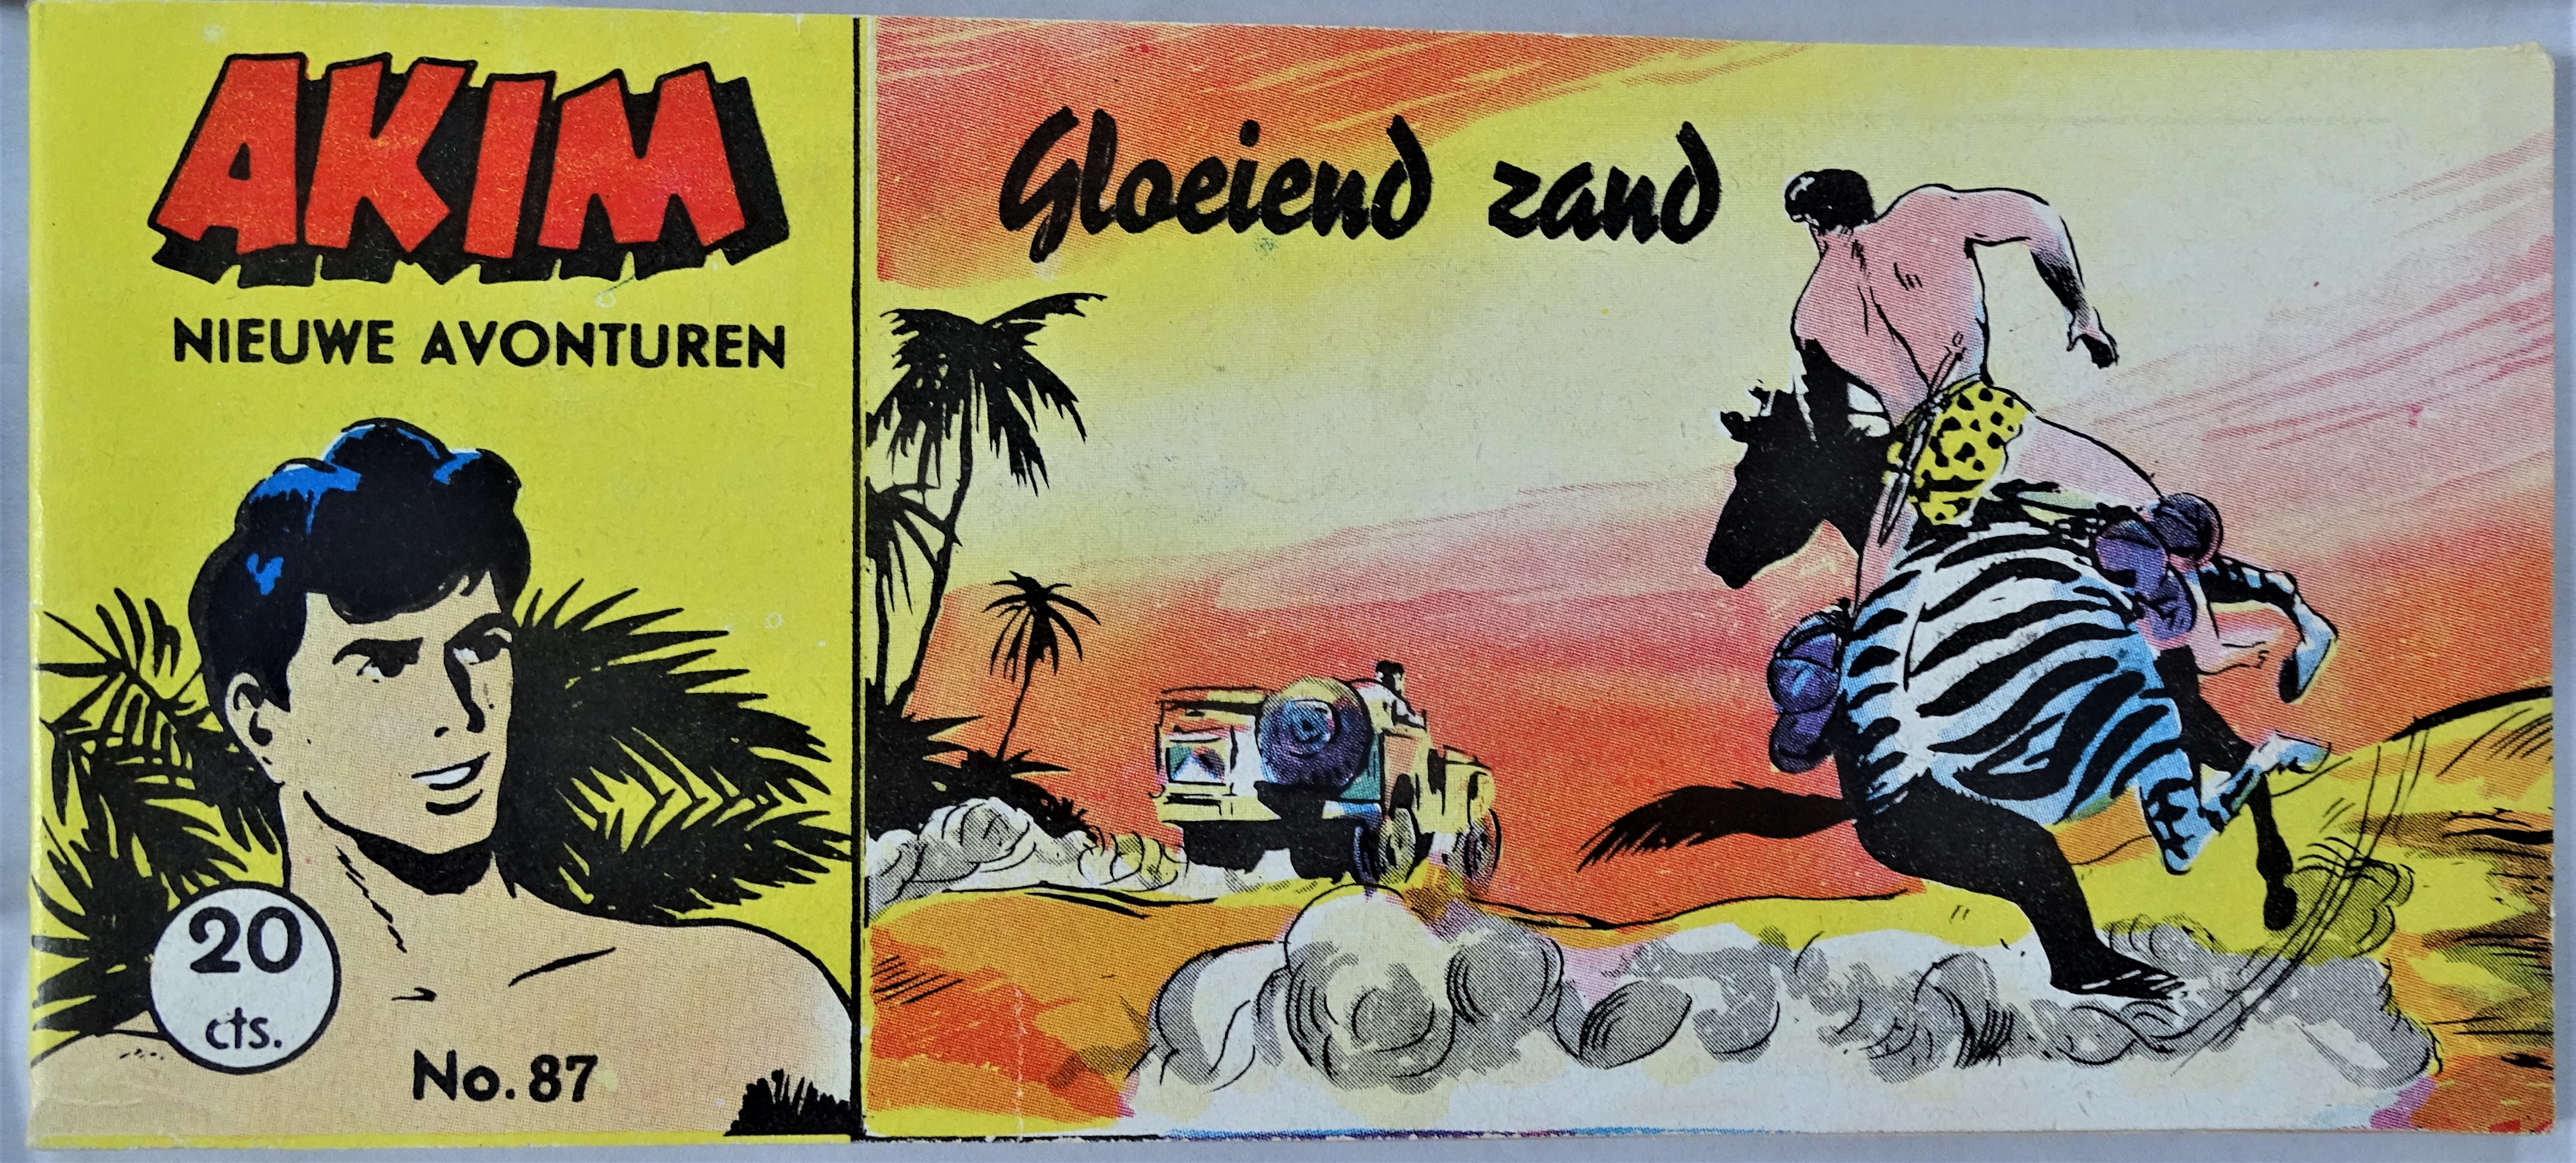 AKIM
NIEUWE AVONTUREN
20
cts.
No. 87
Gloeiend zand